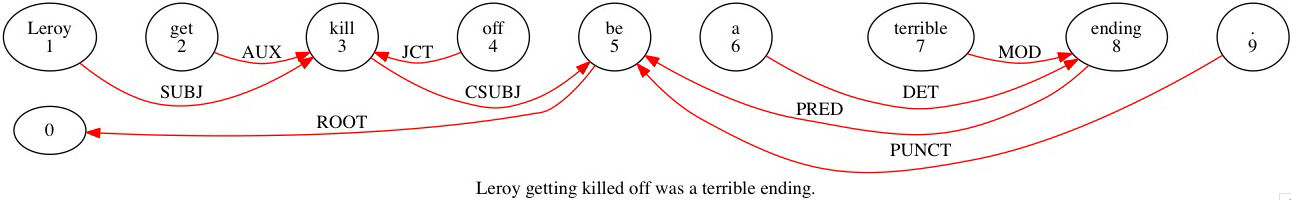 Leroy get kill off be a terrible ending .
1 2 3 4 5 6 7 8 9
AUX JCT MOD
SUBJ CSUBJ DET
PRED
0 ROOT
PUNCT
Leroy getting killed off was a terrible ending.